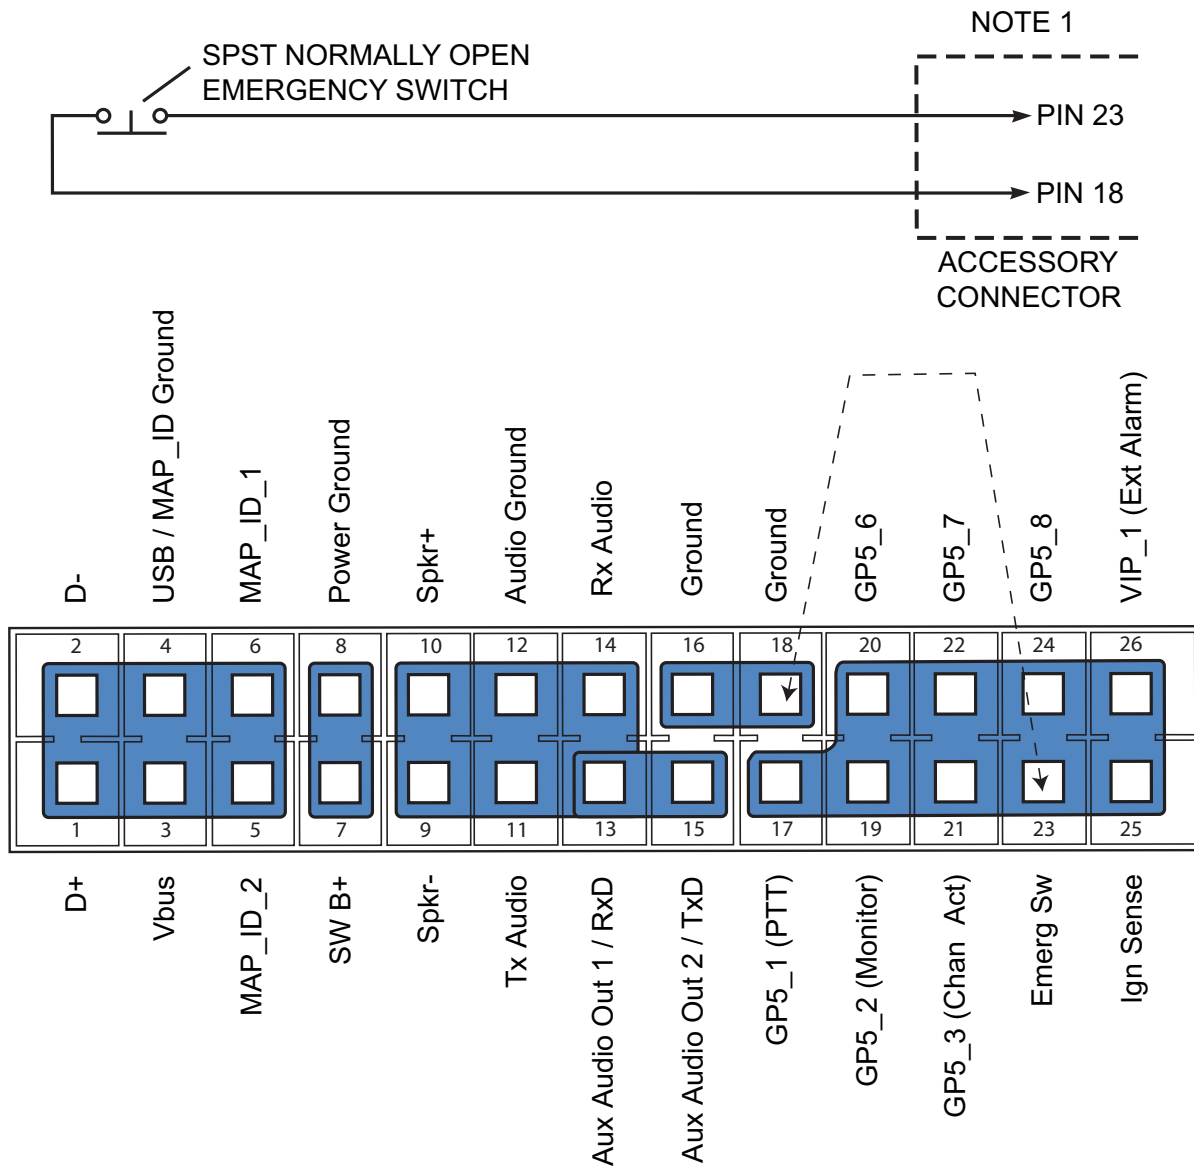 NOTE 1
SPST NORMALLY OPEN
EMERGENCY SWITCH
PIN 23
PIN 18
ACCESSORY
CONNECTOR
D-
USB / MAP_ID Ground
MAP_ID_1
Power Ground
Spkr+
Audio Ground
Rx Audio
Ground
Ground
GP5_6
GP5_7
GP5_8
VIP_1 (Ext Alarm)
2 4 6 8 10 12 14 16 18 20 22 24 26
1 3 5 7 9 11 13 15 17 19 21 23 25
D+
Vbus
MAP_ID_2
SW B+
Spkr-
Tx Audio
Aux Audio Out 1 / RxD
Aux Audio Out 2 / TxD
GP5_1 (PTT)
GP5_2 (Monitor)
GP5_3 (Chan Act)
Emerg Sw
Ign Sense